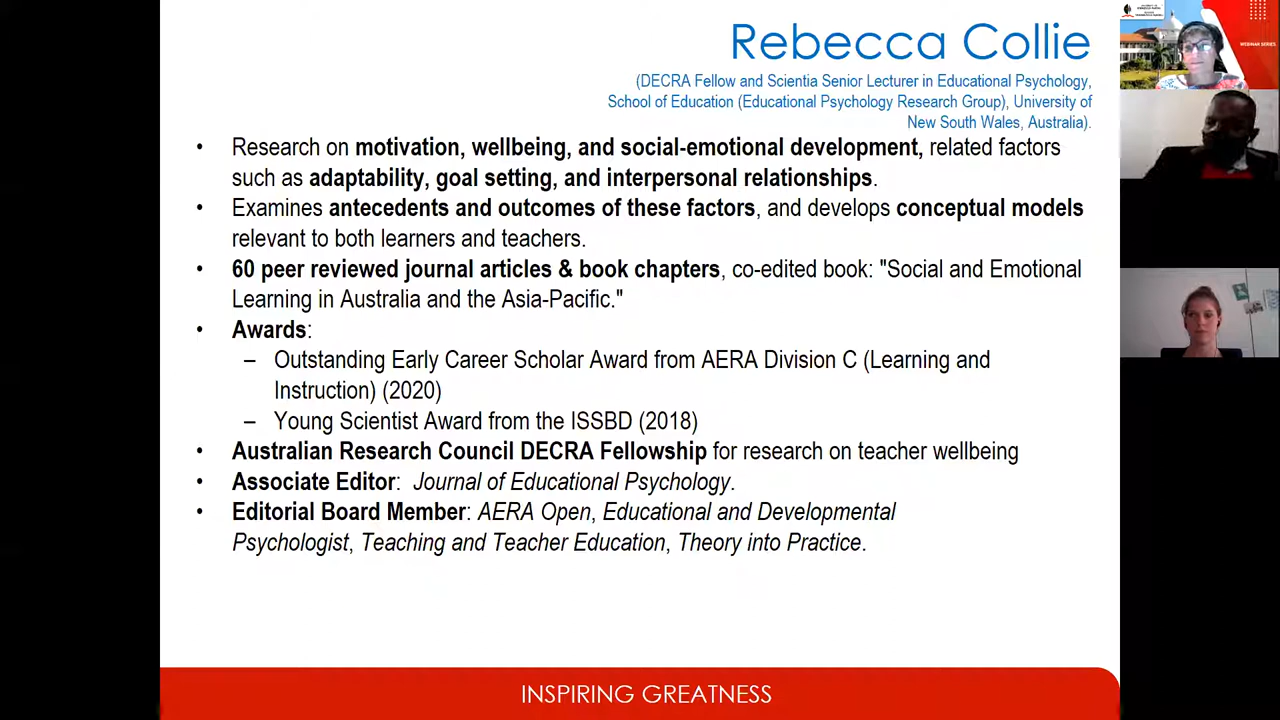 Rebecca Collie
(DECRA Fellow and Scientia Senior Lecturer in Educational Psychology,
School of Education (Educational Psychology Research Group), University of
New South Wales, Australia).
• Research on motivation, wellbeing, and social-emotional development, related factors
such as adaptability, goal setting, and interpersonal relationships.
• Examines antecedents and outcomes of these factors, and develops conceptual models
relevant to both learners and teachers.
• 60 peer reviewed journal articles & book chapters, co-edited book: "Social and Emotional
Learning in Australia and the Asia-Pacific."
• Awards:
– Outstanding Early Career Scholar Award from AERA Division C (Learning and
Instruction) (2020)
– Young Scientist Award from the ISSBD (2018)
• Australian Research Council DECRA Fellowship for research on teacher wellbeing
• Associate Editor: Journal of Educational Psychology.
• Editorial Board Member: AERA Open, Educational and Developmental
Psychologist, Teaching and Teacher Education, Theory into Practice.
INSPIRING GREATNESS
WEBINAR SERIES